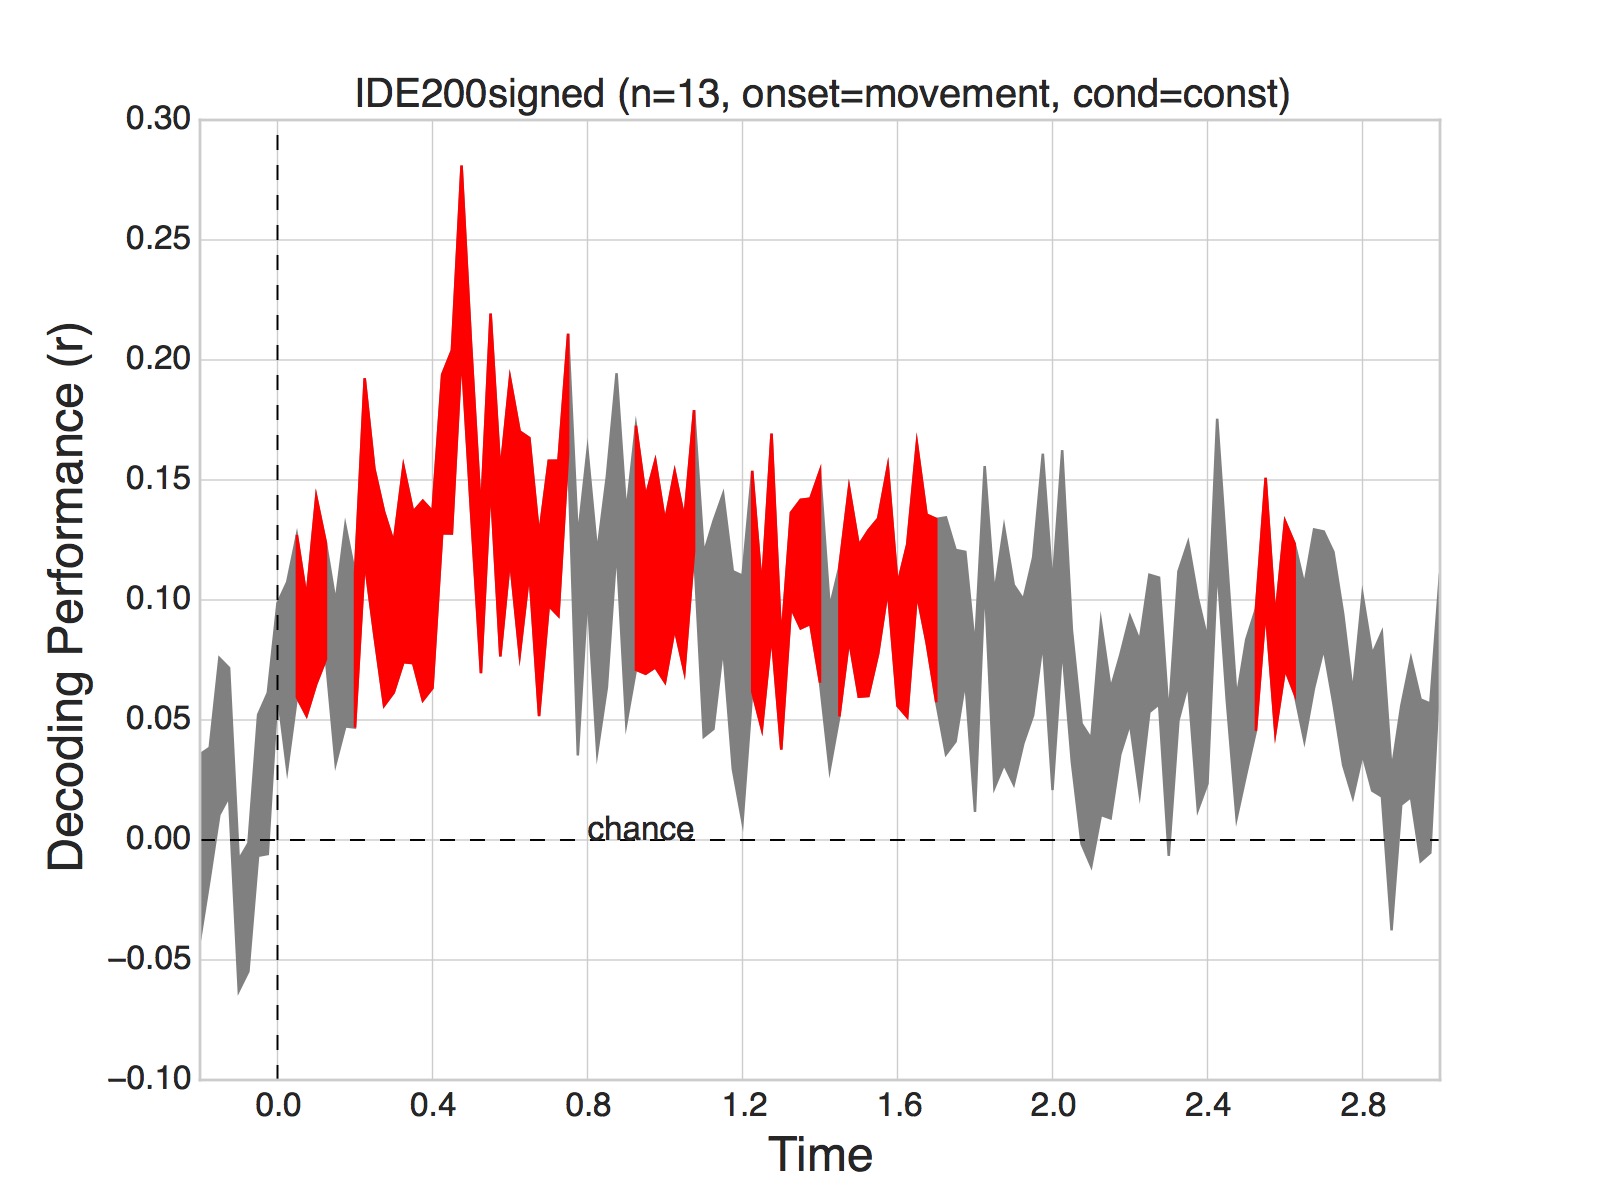 IDE200signed (n=13, onset=movement, cond=const)
0.30
0.25
0.20
0.15
0.10
0.05
0.00
−0.05
−0.10
Decoding Performance (r)
chance
0.0 0.4 0.8 1.2 1.6 2.0 2.4 2.8
Time